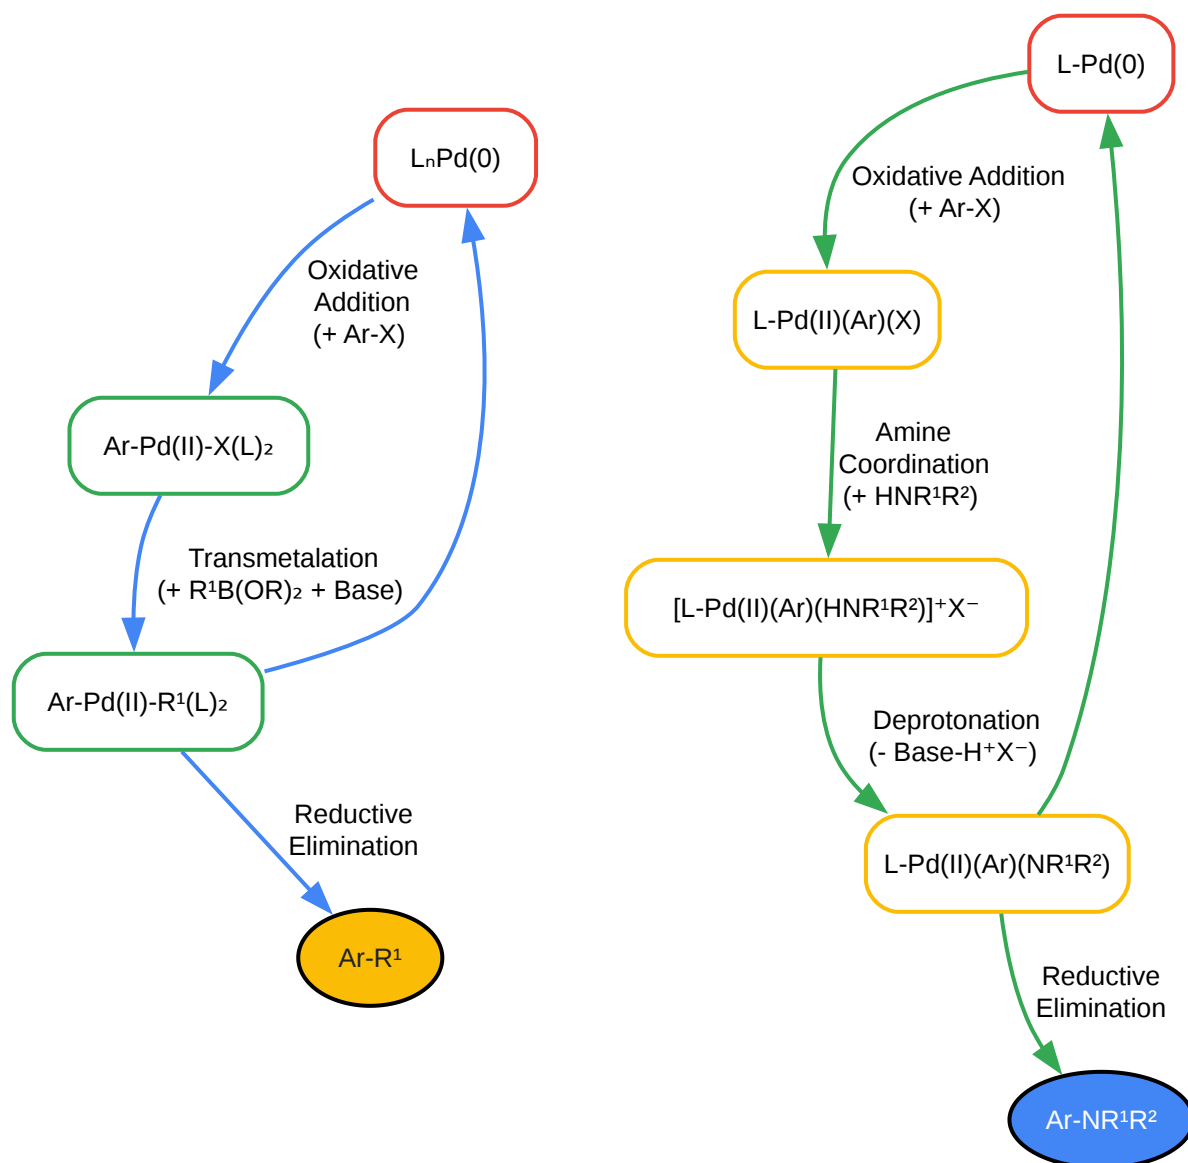 LₙPd(0)
Oxidative
Addition
(+ Ar-X)
Ar-Pd(II)-X(L)₂
Transmetalation
(+ R¹B(OR)₂ + Base)
Ar-Pd(II)-R¹(L)₂
Reductive
Elimination
Ar-R¹
L-Pd(0)
Oxidative Addition
(+ Ar-X)
L-Pd(II)(Ar)(X)
Amine
Coordination
(+ HNR¹R²)
[L-Pd(II)(Ar)(HNR¹R²)]⁺X⁻
Deprotonation
(- Base-H⁺X⁻)
L-Pd(II)(Ar)(NR¹R²)
Reductive
Elimination
Ar-NR¹R²